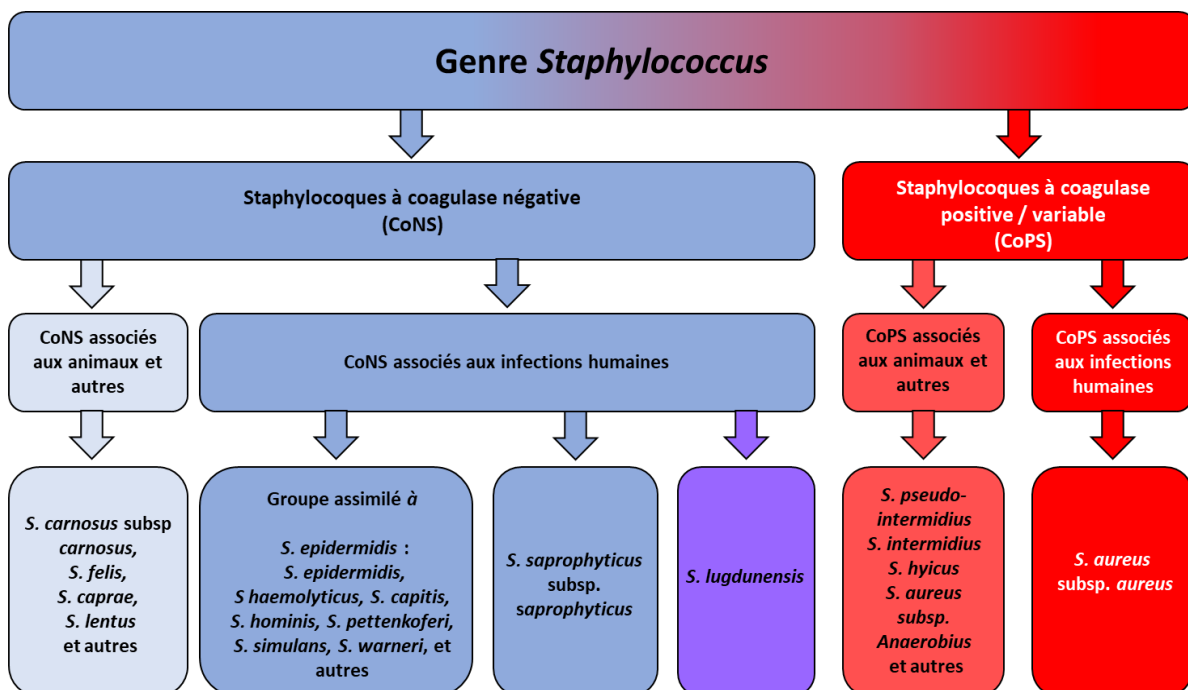 Genre Staphylococcus
Staphylocoques à coagulase négative
(CoNS)
Staphylocoques à coagulase
positive / variable
(CoPS)
CoNS associés
aux animaux et
autres
CoNS associés aux infections humaines
CoPS associés
aux animaux et
autres
CoPS associés
aux infections
humaines
S. carnosus subsp
carnosus,
S. felis,
S. caprae,
S. lentus
et autres
Groupe assimilé à
S. epidermidis :
S. epidermidis,
S haemolyticus, S. capitis,
S. hominis, S. pettenkoferi,
S. simulans, S. warneri, et
autres
S. saprophyticus
subsp.
saprophyticus
S. lugdunensis
S. pseudo-
intermidius
S. intermidius
S. hyicus
S. aureus
subsp.
Anaerobius
et autres
S. aureus
subsp. aureus